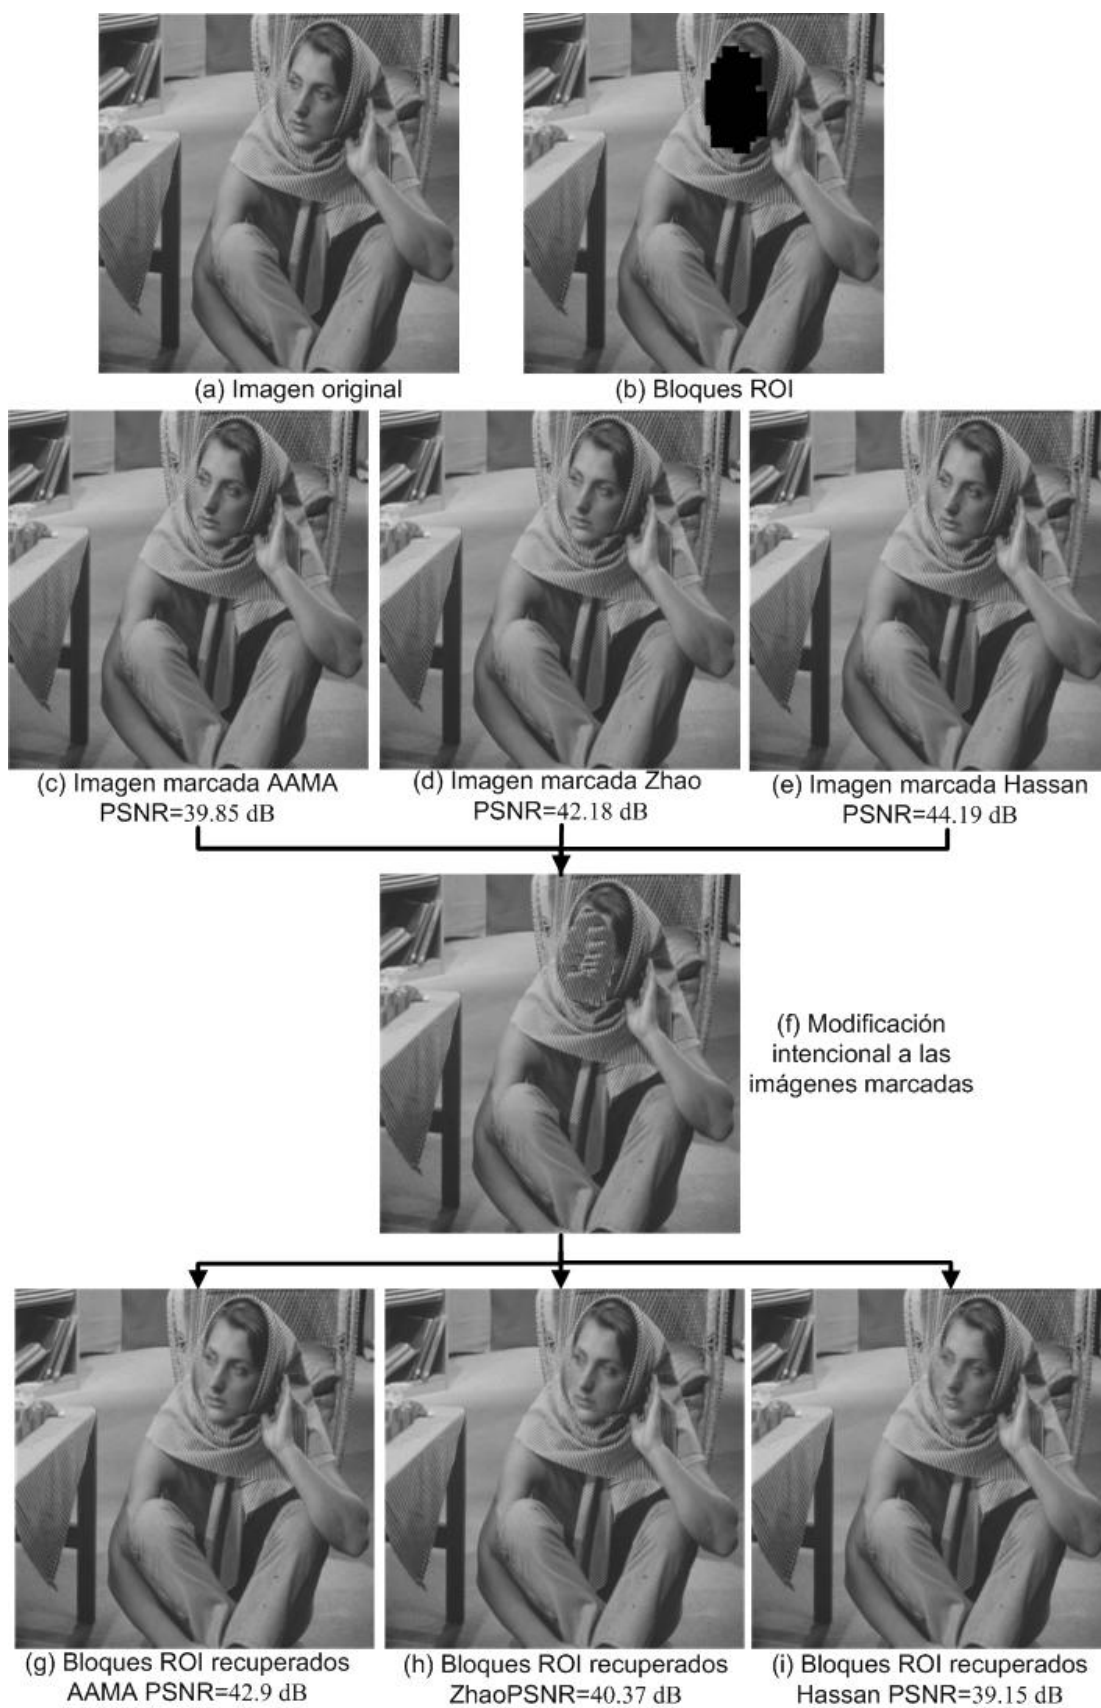 (a) Imagen original
(b) Bloques ROI
(c) Imagen marcada AAMA
PSNR=39.85 dB
(d) Imagen marcada Zhao
PSNR=42.18 dB
(e) Imagen marcada Hassan
PSNR=44.19 dB
(f) Modificación
intencional a las
imágenes marcadas
(g) Bloques ROI recuperados
AAMA PSNR=42.9 dB
(h) Bloques ROI recuperados
ZhaoPSNR=40.37 dB
(i) Bloques ROI recuperados
Hassan PSNR=39.15 dB